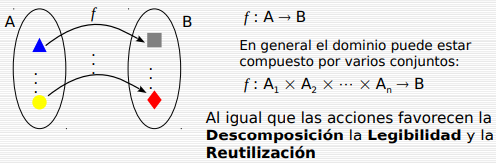 A
f
B
f : A → B
En general el dominio puede estar
compuesto por varios conjuntos:
f : A₁ × A₂ × ⋯ × Aₙ → B
Al igual que las acciones favorecen la
Descomposición la Legibilidad y la
Reutilización